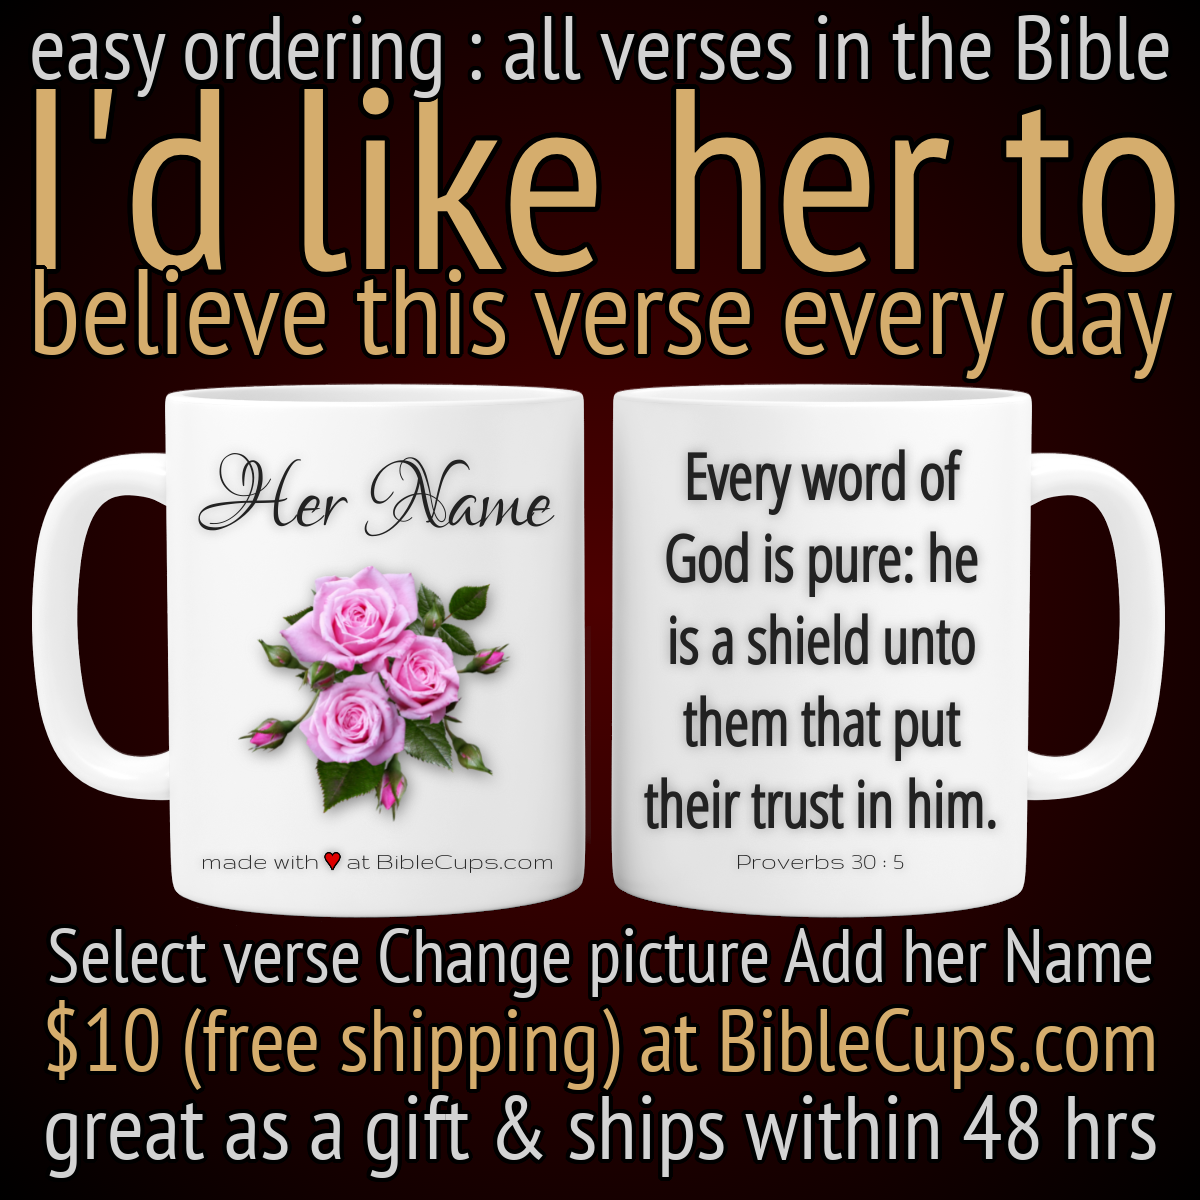 easy ordering : all verses in the Bible
I'd like her to
believe this verse every day
Her Name
made with ♥ at BibleCups.com
Every word of
God is pure: he
is a shield unto
them that put
their trust in him.
Proverbs 30 : 5
Select verse Change picture Add her Name
$10 (free shipping) at BibleCups.com
great as a gift & ships within 48 hrs